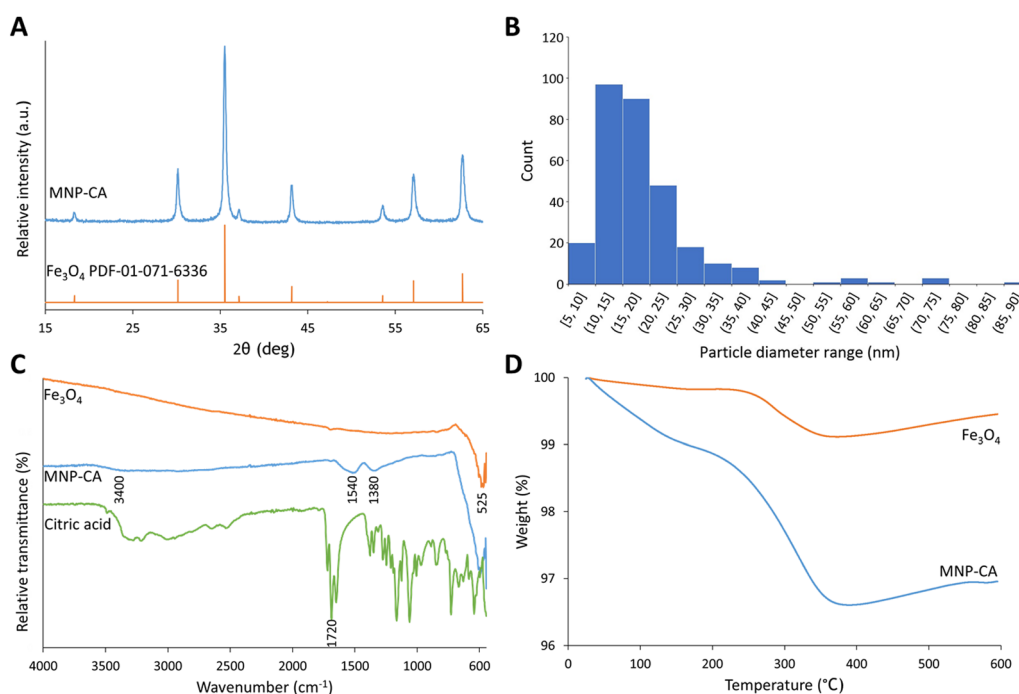 A
Relative intensity (a.u.)
MNP-CA
Fe₃O₄ PDF-01-071-6336
15 25 35 45 55 65
2θ (deg)
B
Count
120
100
80
60
40
20
0
[5, 10] (10, 15] (15, 20] (20, 25] (25, 30] (30, 35] (35, 40] (40, 45] (45, 50] (50, 55] (55, 60] (60, 65] (65, 70] (70, 75] (75, 80] (80, 85] (85, 90]
Particle diameter range (nm)
C
Relative transmittance (%)
Fe₃O₄
MNP-CA
3400
1540
1380
525
Citric acid
1720
4000 3500 3000 2500 2000 1500 1000 600
Wavenumber (cm⁻¹)
D
Weight (%)
100
99
98
97
96
Fe₃O₄
MNP-CA
0 100 200 300 400 500 600
Temperature (°C)